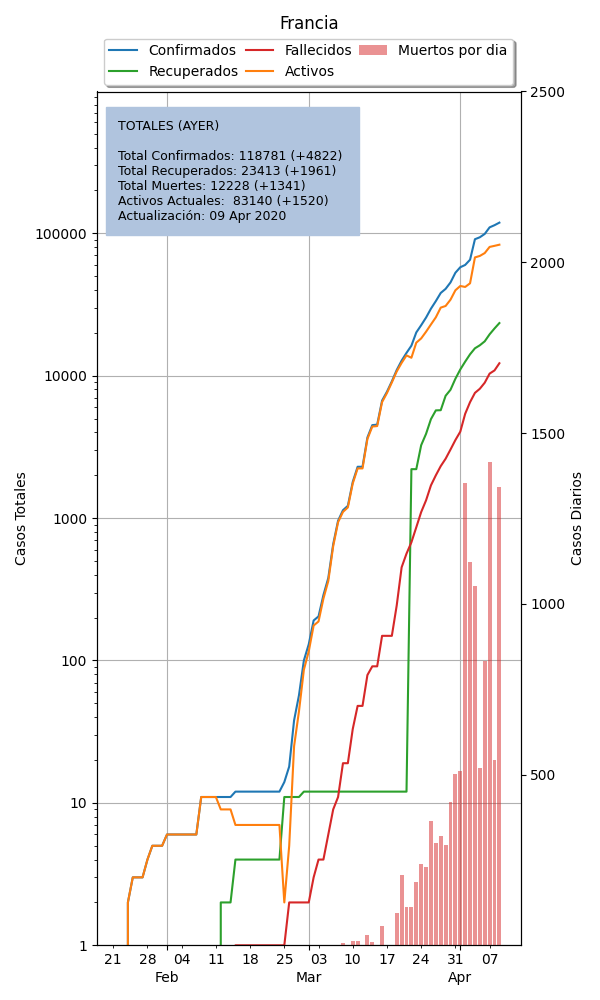 Francia
Confirmados
Recuperados
Fallecidos
Activos
Muertos por dia
TOTALES (AYER)
Total Confirmados: 118781 (+4822)
Total Recuperados: 23413 (+1961)
Total Muertes: 12228 (+1341)
Activos Actuales:  83140 (+1520)
Actualización: 09 Apr 2020
Casos Totales
100000
10000
1000
100
10
1
Casos Diarios
2500
2000
1500
1000
500
21 28 04 11 18 25 03 10 17 24 31 07
Feb Mar Apr